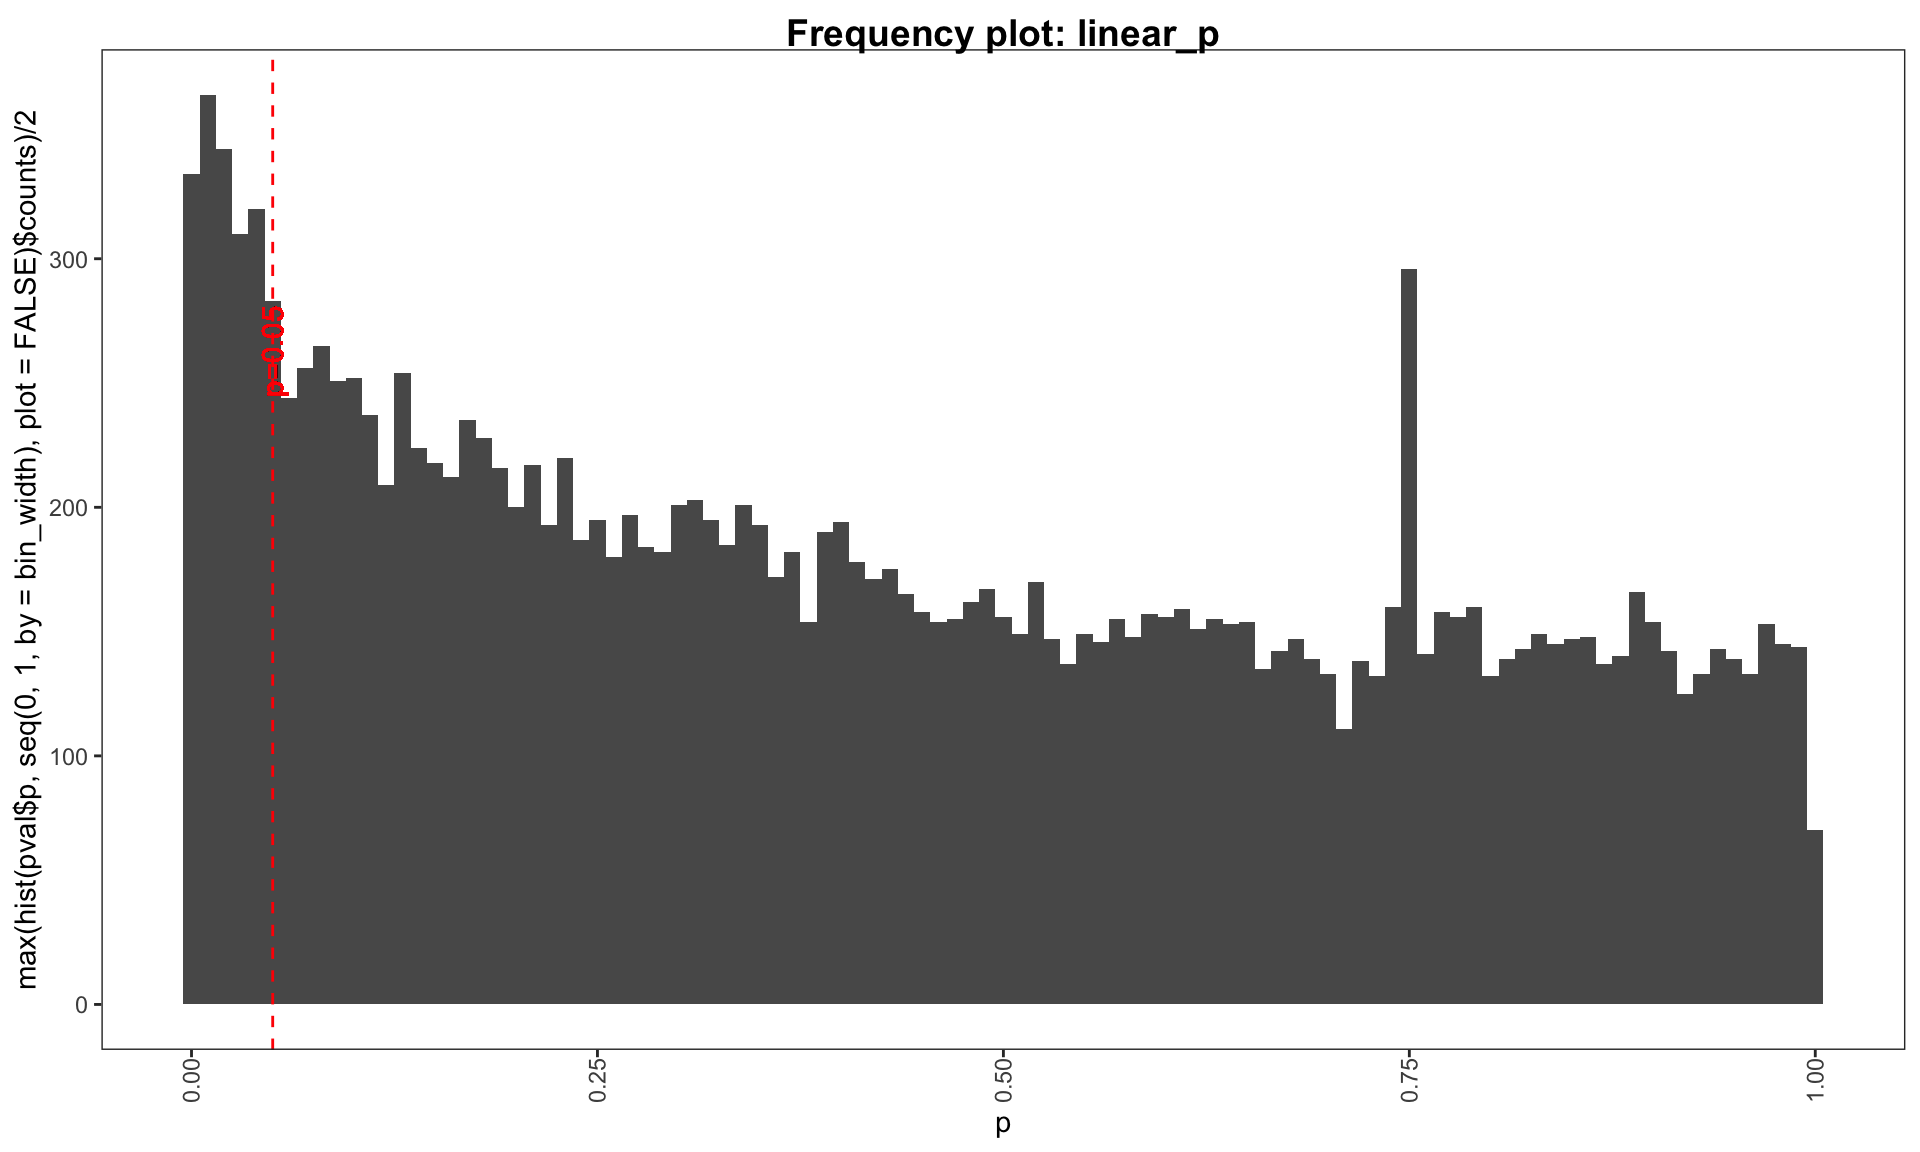 Frequency plot: linear_p
max(hist(pval$p, seq(0, 1, by = bin_width), plot = FALSE)$counts)/2
300
200
100
0
p=0.05
0.00
0.25
0.50
0.75
1.00
p